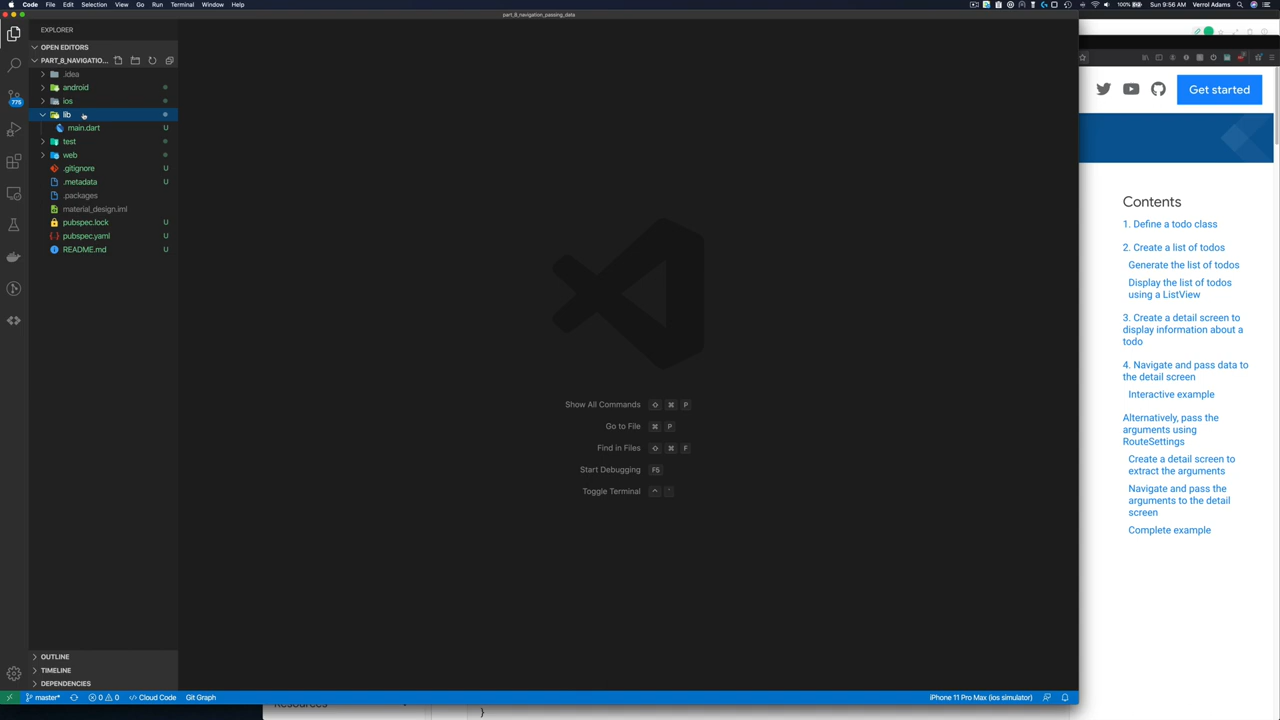 Code File Edit Selection View Go Run Terminal Window Help
100% Sun 9:56 AM Verrol Adams
part_8_navigation_passing_data
EXPLORER
OPEN EDITORS
PART_8_NAVIGATIO...
.idea
android
ios
lib
main.dart U
test
web
.gitignore U
.metadata U
.packages
material_design.iml
pubspec.lock U
pubspec.yaml U
README.md U
775
Show All Commands ⇧ ⌘ P
Go to File ⌘ P
Find in Files ⇧ ⌘ F
Start Debugging F5
Toggle Terminal ^ `
OUTLINE
TIMELINE
DEPENDENCIES
master* 0 0 Cloud Code Git Graph
iPhone 11 Pro Max (ios simulator)
Get started
Contents
1. Define a todo class
2. Create a list of todos
Generate the list of todos
Display the list of todos
using a ListView
3. Create a detail screen to
display information about a
todo
4. Navigate and pass data to
the detail screen
Interactive example
Alternatively, pass the
arguments using
RouteSettings
Create a detail screen to
extract the arguments
Navigate and pass the
arguments to the detail
screen
Complete example
}